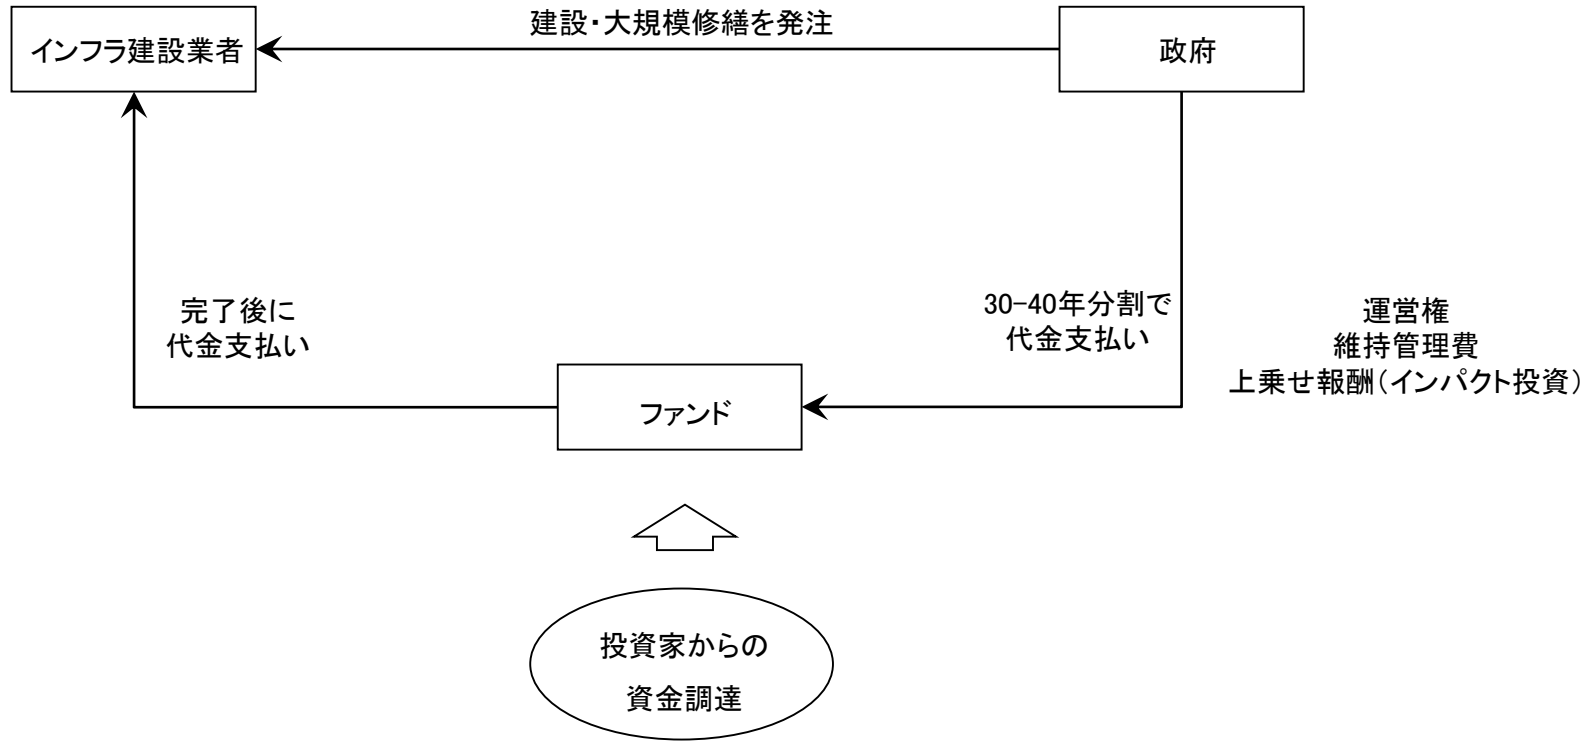 建設・大規模修繕を発注
インフラ建設業者
政府
完了後に
代金支払い
30-40年分割で
代金支払い
運営権
維持管理費
上乗せ報酬(インパクト投資)
ファンド
投資家からの
資金調達